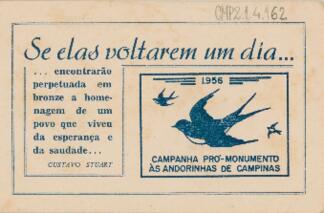 CMP2.1.4.162
Se elas voltarem um dia...
... encontrarão
perpetuada em
bronze a home-
nagem de um
povo que viveu
da esperança e
da saudade...
GUSTAVO STUART
1956
CAMPANHA PRÓ-MONUMENTO
ÀS ANDORINHAS DE CAMPINAS